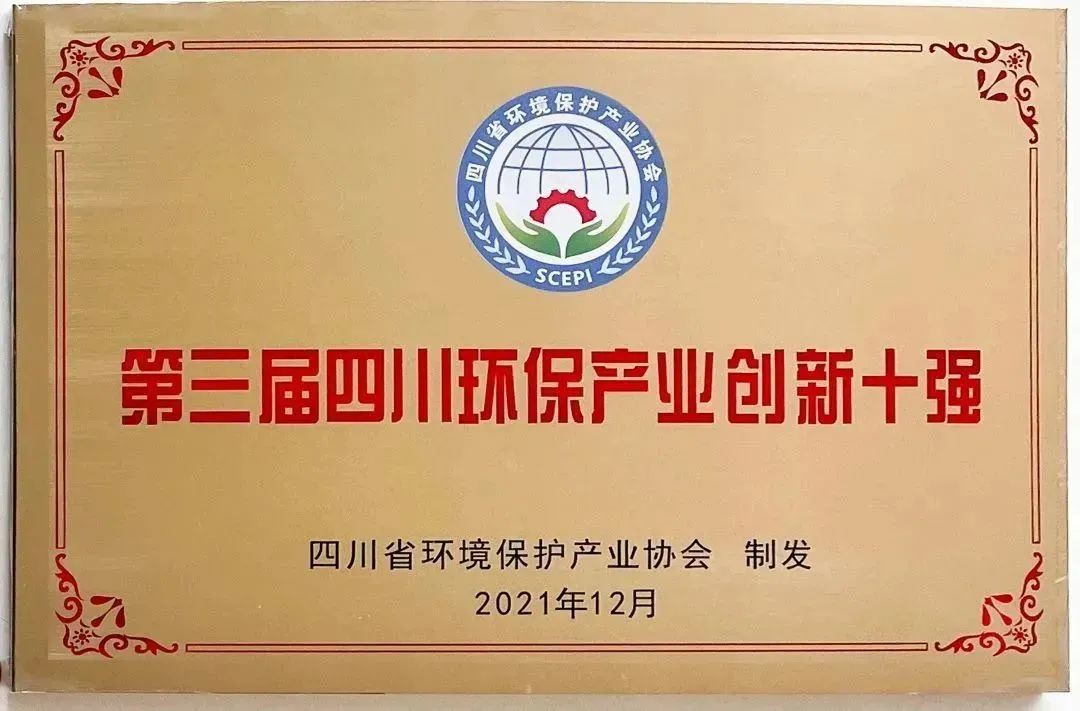 四川省环境保护产业协会
SCEPI
第三届四川环保产业创新十强
四川省环境保护产业协会 制发
2021年12月